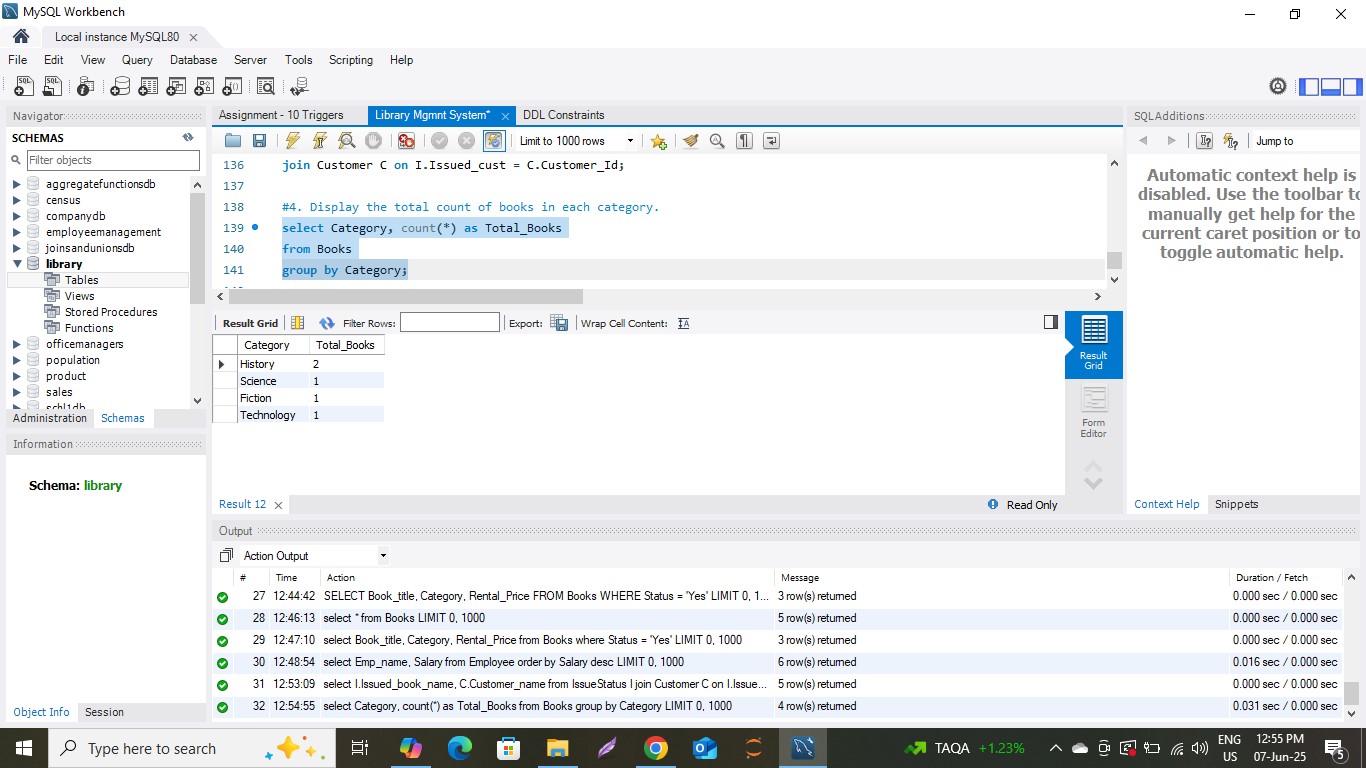 MySQL Workbench
Local instance MySQL80
File Edit View Query Database Server Tools Scripting Help
Navigator
SCHEMAS
Filter objects
aggregatefunctionsdb
census
companydb
employeemanagement
joinsandunionsdb
library
Tables
Views
Stored Procedures
Functions
officemanagers
population
product
sales
schl1db
Administration Schemas
Information
Schema: library
Object Info Session
Assignment - 10 Triggers Library Mgmnt System* DDL Constraints
Limit to 1000 rows
136 join Customer C on I.Issued_cust = C.Customer_Id;
137
138 #4. Display the total count of books in each category.
139 select Category, count(*) as Total_Books
140 from Books
141 group by Category;
Result Grid Filter Rows: Export: Wrap Cell Content:
Category Total_Books
History 2
Science 1
Fiction 1
Technology 1
Result Grid
Form Editor
Result 12 Read Only
SQLAdditions
Jump to
Automatic context help is
disabled. Use the toolbar to
manually get help for the
current caret position or to
toggle automatic help.
Context Help Snippets
Output
Action Output
# Time Action Message Duration / Fetch
27 12:44:42 SELECT Book_title, Category, Rental_Price FROM Books WHERE Status = 'Yes' LIMIT 0, 1... 3 row(s) returned 0.000 sec / 0.000 sec
28 12:46:13 select * from Books LIMIT 0, 1000 5 row(s) returned 0.000 sec / 0.000 sec
29 12:47:10 select Book_title, Category, Rental_Price from Books where Status = 'Yes' LIMIT 0, 1000 3 row(s) returned 0.000 sec / 0.000 sec
30 12:48:54 select Emp_name, Salary from Employee order by Salary desc LIMIT 0, 1000 6 row(s) returned 0.016 sec / 0.000 sec
31 12:53:09 select I.Issued_book_name, C.Customer_name from IssueStatus I join Customer C on I.Issue... 5 row(s) returned 0.000 sec / 0.000 sec
32 12:54:55 select Category, count(*) as Total_Books from Books group by Category LIMIT 0, 1000 4 row(s) returned 0.031 sec / 0.000 sec
Type here to search
TAQA +1.23%
ENG
US
12:55 PM
07-Jun-25
5